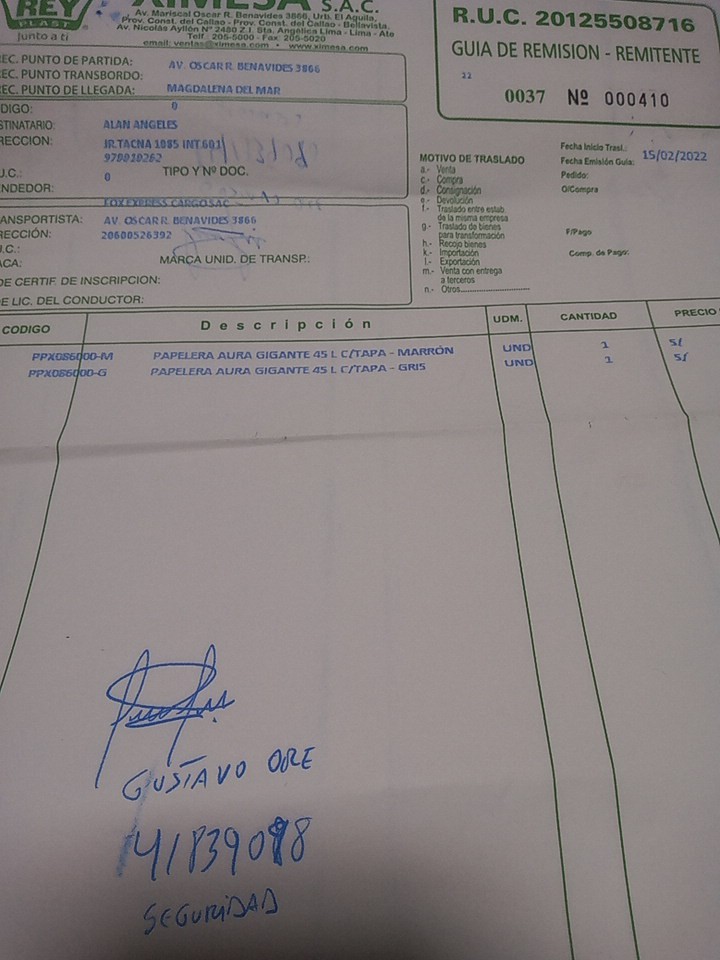 REY
PLAST
junto a ti
XIMESA S.A.C.
Av. Mariscal Oscar R. Benavides 3866, Urb. El Aguila,
Prov. Const. del Callao - Prov. Const. del Callao - Bellavista.
Av. Nicolás Ayllón Nº 2480 Z.I. Sta. Angélica Lima - Lima - Ate
Telf. 205-5000 - Fax 205-5020
email: ventas@ximesa.com • www.ximesa.com
R.U.C. 20125508716
GUIA DE REMISION - REMITENTE
22
0037 Nº 000410
EC. PUNTO DE PARTIDA: AV. OSCAR R. BENAVIDES 3866
EC. PUNTO TRANSBORDO:
EC. PUNTO DE LLEGADA: MAGDALENA DEL MAR
DIGO: 0
STINATARIO: ALAN ANGELES
RECCION: JR.TACNA 1085 INT.601
970010262
U.C.: 0 TIPO Y Nº DOC.
ENDEDOR:
FOX EXPRESS CARGO SAC
ANSPORTISTA: AV. OSCAR R. BENAVIDES 3866
RECCIÓN: 20600526392
U.C.:
ACA: MARCA UNID. DE TRANSP.:
DE CERTIF. DE INSCRIPCION:
E LIC. DEL CONDUCTOR:
MOTIVO DE TRASLADO
a.- Venta
c.- Compra
d.- Consignación
e.- Devolución
f.- Traslado entre estab.
de la misma empresa
g.- Traslado de bienes
para transformación
h.- Recojo bienes
k.- Importación
l.- Exportación
m.- Venta con entrega
a terceros
n.- Otros
Fecha Inicio Trasl.:
Fecha Emisión Guia: 15/02/2022
Pedido:
O/Compra
F/Pago
Comp. de Pago:
CODIGO Descripción UDM. CANTIDAD PRECIO
PPX086000-M PAPELERA AURA GIGANTE 45 L C/TAPA - MARRÓN UND 1 S/
PPX086000-G PAPELERA AURA GIGANTE 45 L C/TAPA - GRIS UND 1 S/
GUSTAVO ORE
SEGURIDAD